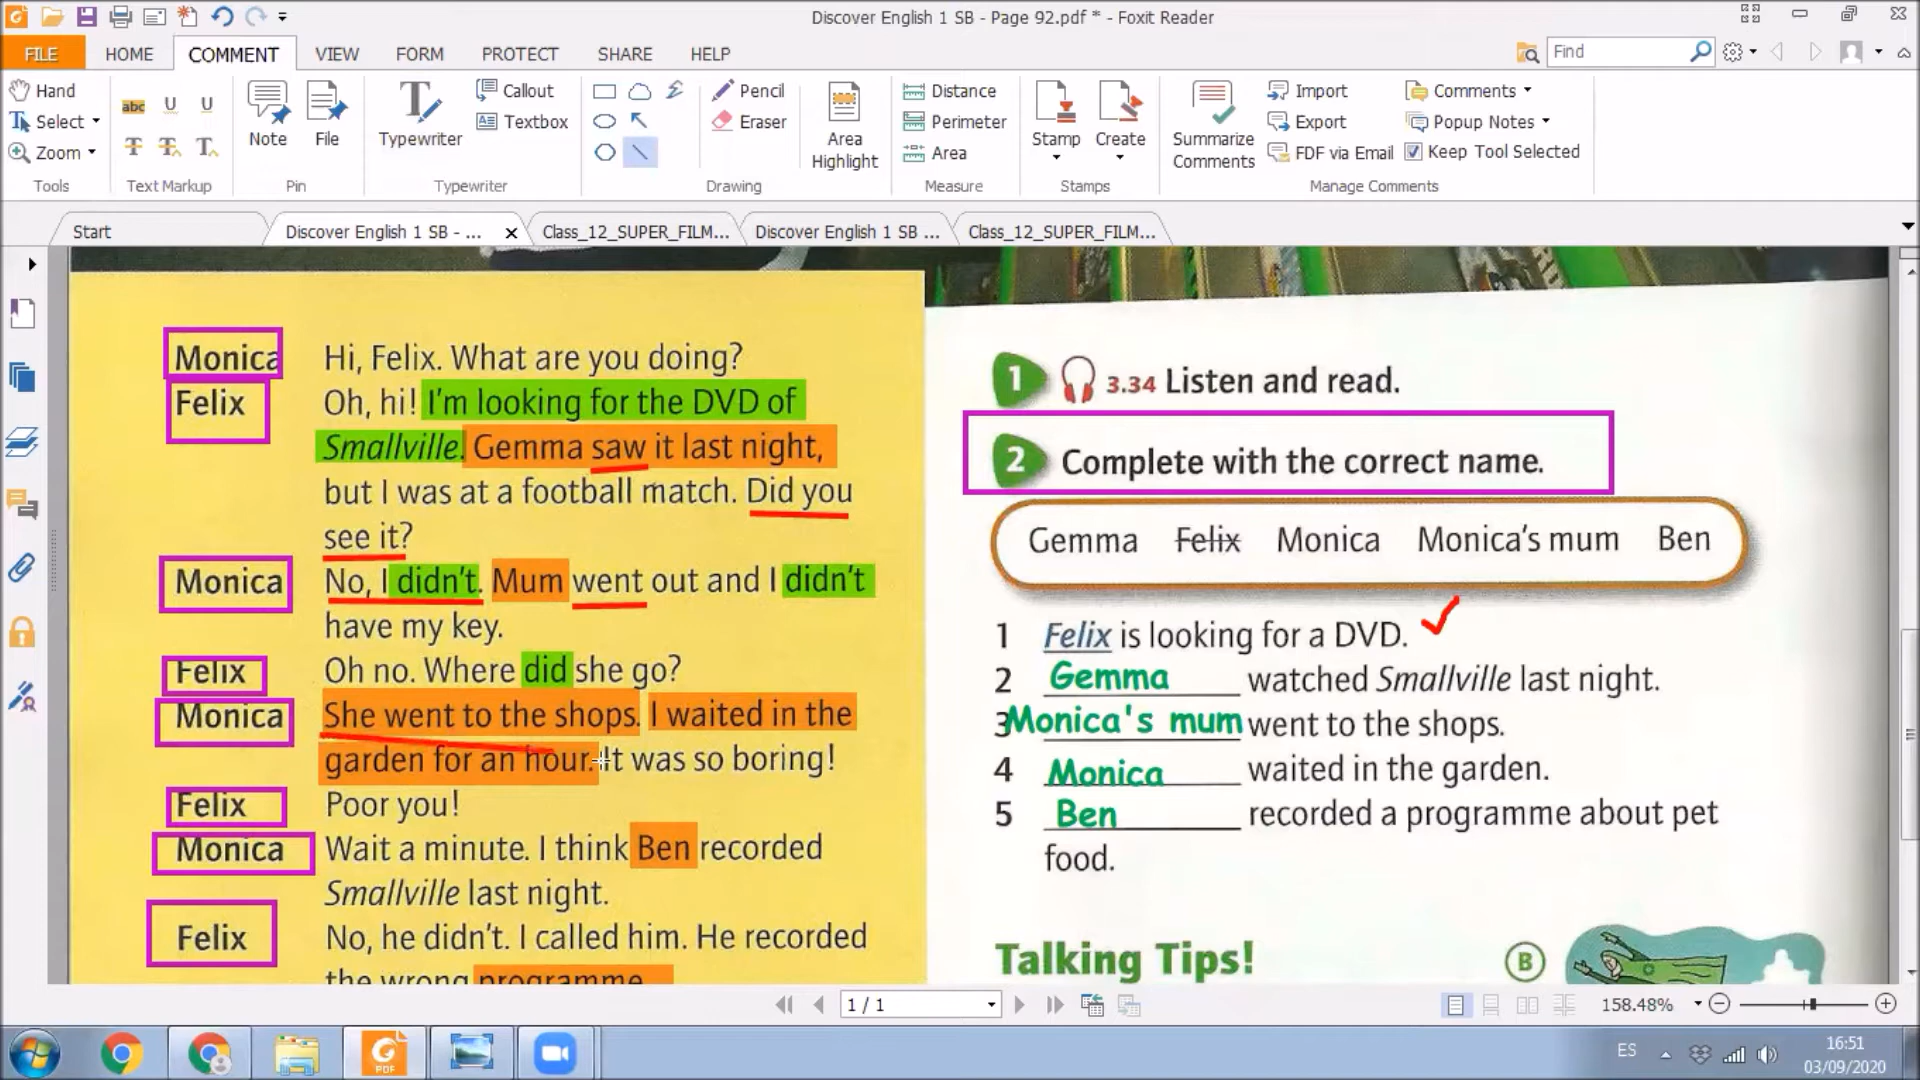 Discover English 1 SB - Page 92.pdf * - Foxit Reader
FILE HOME COMMENT VIEW FORM PROTECT SHARE HELP
Find
Hand
Select
Zoom
Tools
abc U U
T T T
Text Markup
Note File
Pin
Typewriter
Callout
Textbox
Typewriter
Pencil
Eraser
Area Highlight
Drawing
Distance
Perimeter
Area
Measure
Stamp Create
Stamps
Summarize Comments
Import
Export
FDF via Email
Comments
Popup Notes
Keep Tool Selected
Manage Comments
Start
Discover English 1 SB - ...
Class_12_SUPER_FILM...
Discover English 1 SB ...
Class_12_SUPER_FILM...
Monica Hi, Felix. What are you doing?
Felix Oh, hi! I'm looking for the DVD of
Smallville. Gemma saw it last night,
but I was at a football match. Did you
see it?
Monica No, I didn't. Mum went out and I didn't
have my key.
Felix Oh no. Where did she go?
Monica She went to the shops. I waited in the
garden for an hour. It was so boring!
Felix Poor you!
Monica Wait a minute. I think Ben recorded
Smallville last night.
Felix No, he didn't. I called him. He recorded
the wrong programme
1 3.34 Listen and read.
2 Complete with the correct name.
Gemma Felix Monica Monica's mum Ben
1 Felix is looking for a DVD.
2 Gemma watched Smallville last night.
3 Monica's mum went to the shops.
4 Monica waited in the garden.
5 Ben recorded a programme about pet
food.
Talking Tips!
B
1 / 1
158.48%
PDF
ES
16:51
03/09/2020